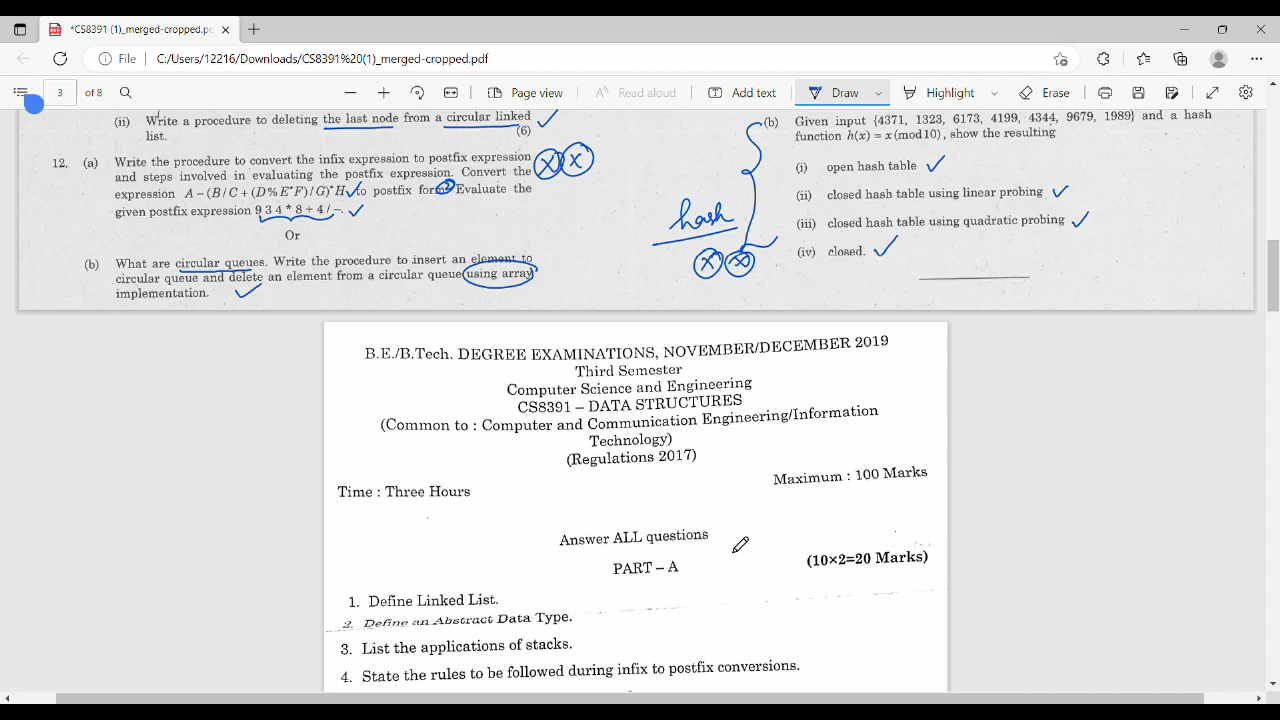 *CS8391 (1)_merged-cropped.pd
File
C:/Users/12216/Downloads/CS8391%20(1)_merged-cropped.pdf
3 of 8
Page view
Read aloud
Add text
Draw
Highlight
Erase
(ii) Write a procedure to deleting the last node from a circular linked
list. (6)
12. (a) Write the procedure to convert the infix expression to postfix expression
and steps involved in evaluating the postfix expression. Convert the
expression A – (B/C + (D%E*F)/G)*H to postfix form. Evaluate the
given postfix expression 9 3 4 * 8 + 4 / –.
Or
(b) What are circular queues. Write the procedure to insert an element to
circular queue and delete an element from a circular queue using array
implementation.
hash
(b) Given input {4371, 1323, 6173, 4199, 4344, 9679, 1989} and a hash
function h(x) = x(mod10), show the resulting
(i) open hash table
(ii) closed hash table using linear probing
(iii) closed hash table using quadratic probing
(iv) closed.
B.E./B.Tech. DEGREE EXAMINATIONS, NOVEMBER/DECEMBER 2019
Third Semester
Computer Science and Engineering
CS8391 – DATA STRUCTURES
(Common to : Computer and Communication Engineering/Information
Technology)
(Regulations 2017)
Time : Three Hours
Maximum : 100 Marks
Answer ALL questions
PART – A
(10×2=20 Marks)
1. Define Linked List.
2. Define an Abstract Data Type.
3. List the applications of stacks.
4. State the rules to be followed during infix to postfix conversions.